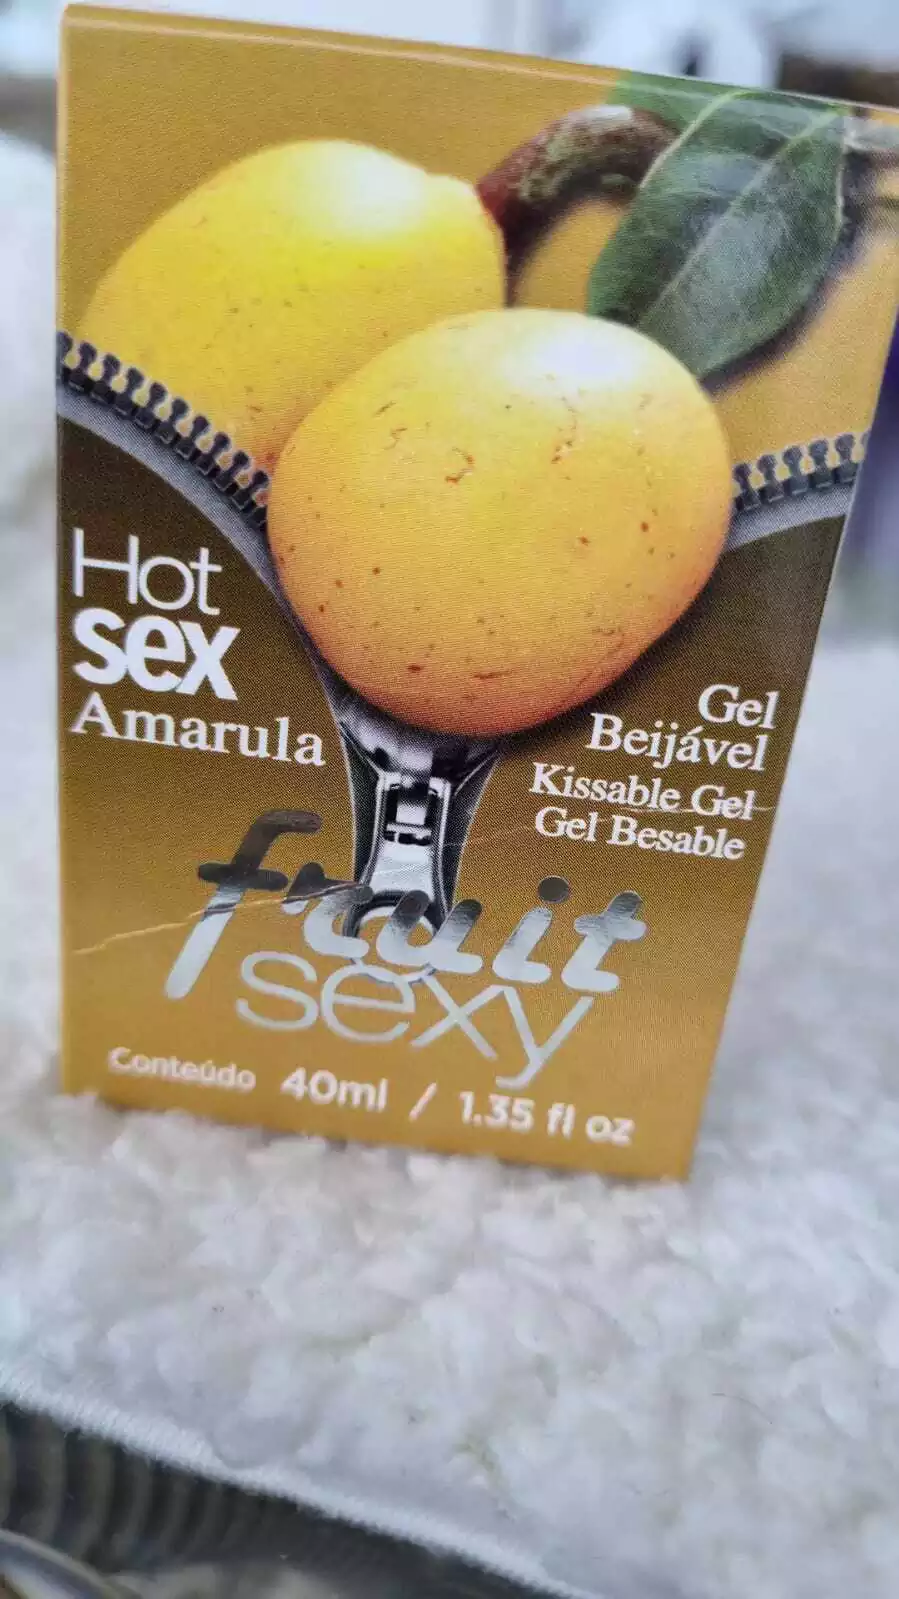 Hot
sex
Amarula
Gel
Beijável
Kissable Gel
Gel Besable
fruit
sexy
Conteúdo 40ml / 1.35 fl oz